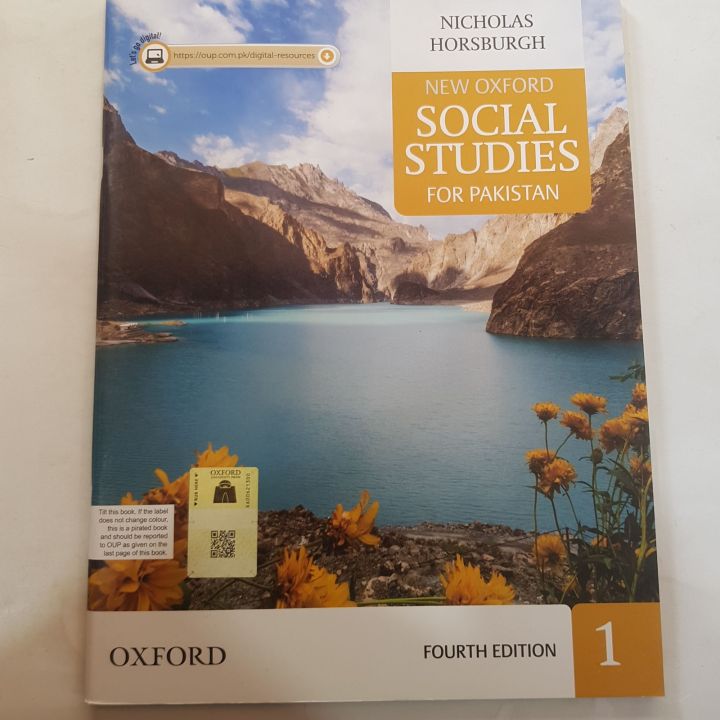 NICHOLAS
HORSBURGH
Let's go digital!
https://oup.com.pk/digital-resources
NEW OXFORD
SOCIAL
STUDIES
FOR PAKISTAN
OXFORD
RUB HERE
Tilt this book. If the label
does not change colour,
this is a pirated book
and should be reported
to OUP as given on the
last page of this book.
OXFORD
FOURTH EDITION
1